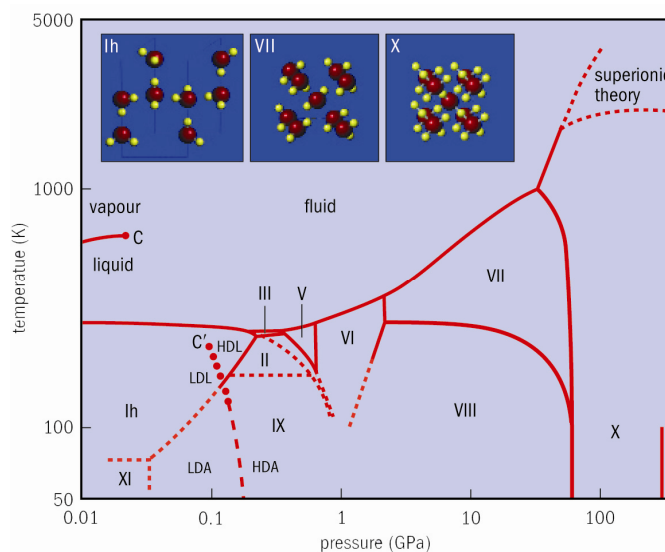 5000
Ih
VII
X
superionic
theory
1000
vapour
fluid
C
liquid
VII
III
V
C'
HDL
VI
II
LDL
Ih
IX
VIII
100
X
XI
LDA
HDA
50
0.01
0.1
1
10
100
temperatue (K)
pressure (GPa)